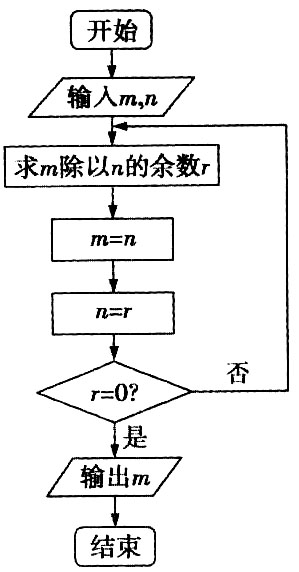 开始
输入m,n
求m除以n的余数r
m=n
n=r
r=0?
否
是
输出m
结束